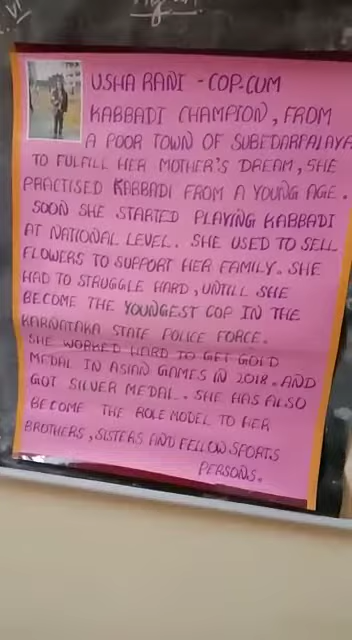 USHA RANI - COP-CUM
KABBADI CHAMPION, FROM
A POOR TOWN OF SUBEDARPALAYA
TO FULFILL HER MOTHER'S DREAM, SHE
PRACTISED KABBADI FROM A YOUNG AGE.
SOON SHE STARTED PLAYING KABBADI
AT NATIONAL LEVEL. SHE USED TO SELL
FLOWERS TO SUPPORT HER FAMILY. SHE
HAD TO STRUGGLE HARD, UNTILL SHE
BECOME THE YOUNGEST COP IN THE
KARNATAKA STATE POLICE FORCE.
SHE WORKED HARD TO GET GOLD
MEDAL IN ASIAN GAMES IN 2018. AND
GOT SILVER MEDAL. SHE HAS ALSO
BECOME THE ROLE MODEL TO HER
BROTHERS, SISTERS AND FELLOW SPORTS
PERSONS.